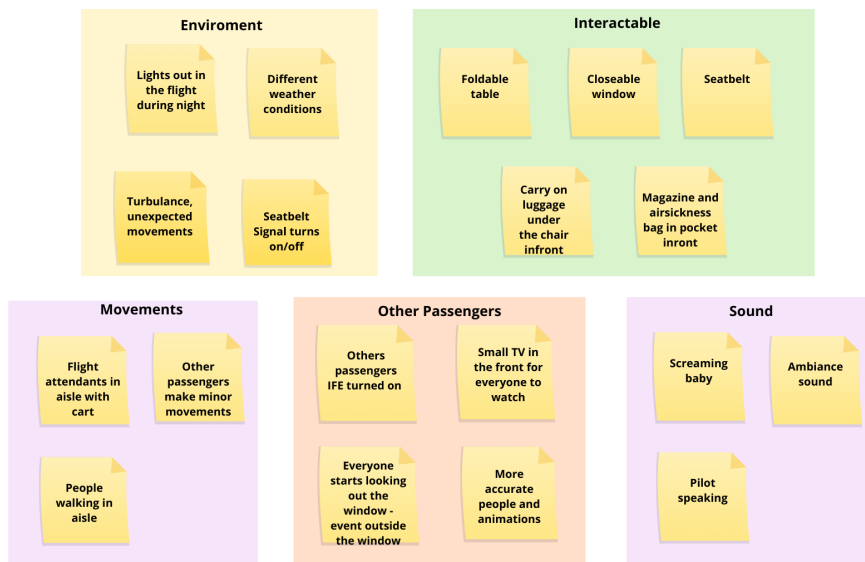 Enviroment
Lights out in
the flight
during night
Different
weather
conditions
Turbulance,
unexpected
movements
Seatbelt
Signal turns
on/off
Interactable
Foldable
table
Closeable
window
Seatbelt
Carry on
luggage
under
the chair
infront
Magazine and
airsickness
bag in pocket
inront
Movements
Flight
attendants in
aisle with
cart
Other
passengers
make minor
movements
People
walking in
aisle
Other Passengers
Others
passengers
IFE turned on
Small TV in
the front for
everyone to
watch
Everyone
starts looking
out the
window -
event outside
the window
More
accurate
people and
animations
Sound
Screaming
baby
Ambiance
sound
Pilot
speaking